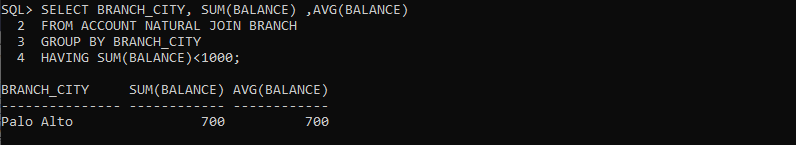 SQL> SELECT BRANCH_CITY, SUM(BALANCE) ,AVG(BALANCE)
  2  FROM ACCOUNT NATURAL JOIN BRANCH
  3  GROUP BY BRANCH_CITY
  4  HAVING SUM(BALANCE)<1000;

BRANCH_CITY     SUM(BALANCE) AVG(BALANCE)
--------------- ------------ ------------
Palo Alto                700          700